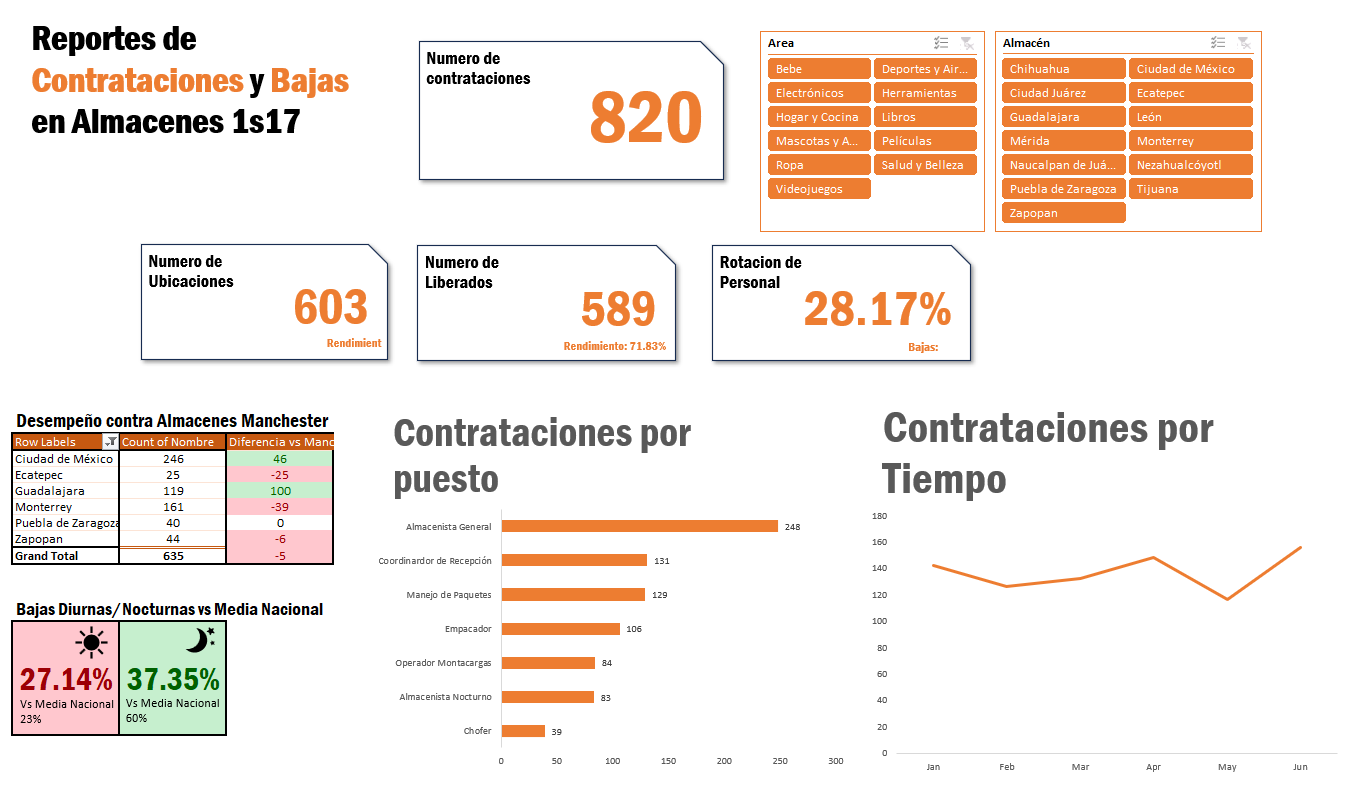 Reportes de
Contrataciones y Bajas
en Almacenes 1s17
Numero de
contrataciones
820
Area
Bebe
Deportes y Air...
Electrónicos
Herramientas
Hogar y Cocina
Libros
Mascotas y A...
Películas
Ropa
Salud y Belleza
Videojuegos
Almacén
Chihuahua
Ciudad de México
Ciudad Juárez
Ecatepec
Guadalajara
León
Mérida
Monterrey
Naucalpan de Juá...
Nezahualcóyotl
Puebla de Zaragoza
Tijuana
Zapopan
Numero de
Ubicaciones
603
Rendimient
Numero de
Liberados
589
Rendimiento: 71.83%
Rotacion de
Personal
28.17%
Bajas:
Desempeño contra Almacenes Manchester
Row Labels Count of Nombre Diferencia vs Manc
Ciudad de México 246 46
Ecatepec 25 -25
Guadalajara 119 100
Monterrey 161 -39
Puebla de Zaragoza 40 0
Zapopan 44 -6
Grand Total 635 -5
Bajas Diurnas/Nocturnas vs Media Nacional
27.14%
Vs Media Nacional
23%
37.35%
Vs Media Nacional
60%
Contrataciones por
puesto
Almacenista General 248
Coordinardor de Recepción 131
Manejo de Paquetes 129
Empacador 106
Operador Montacargas 84
Almacenista Nocturno 83
Chofer 39
0 50 100 150 200 250 300
Contrataciones por
Tiempo
180
160
140
120
100
80
60
40
20
0
Jan Feb Mar Apr May Jun